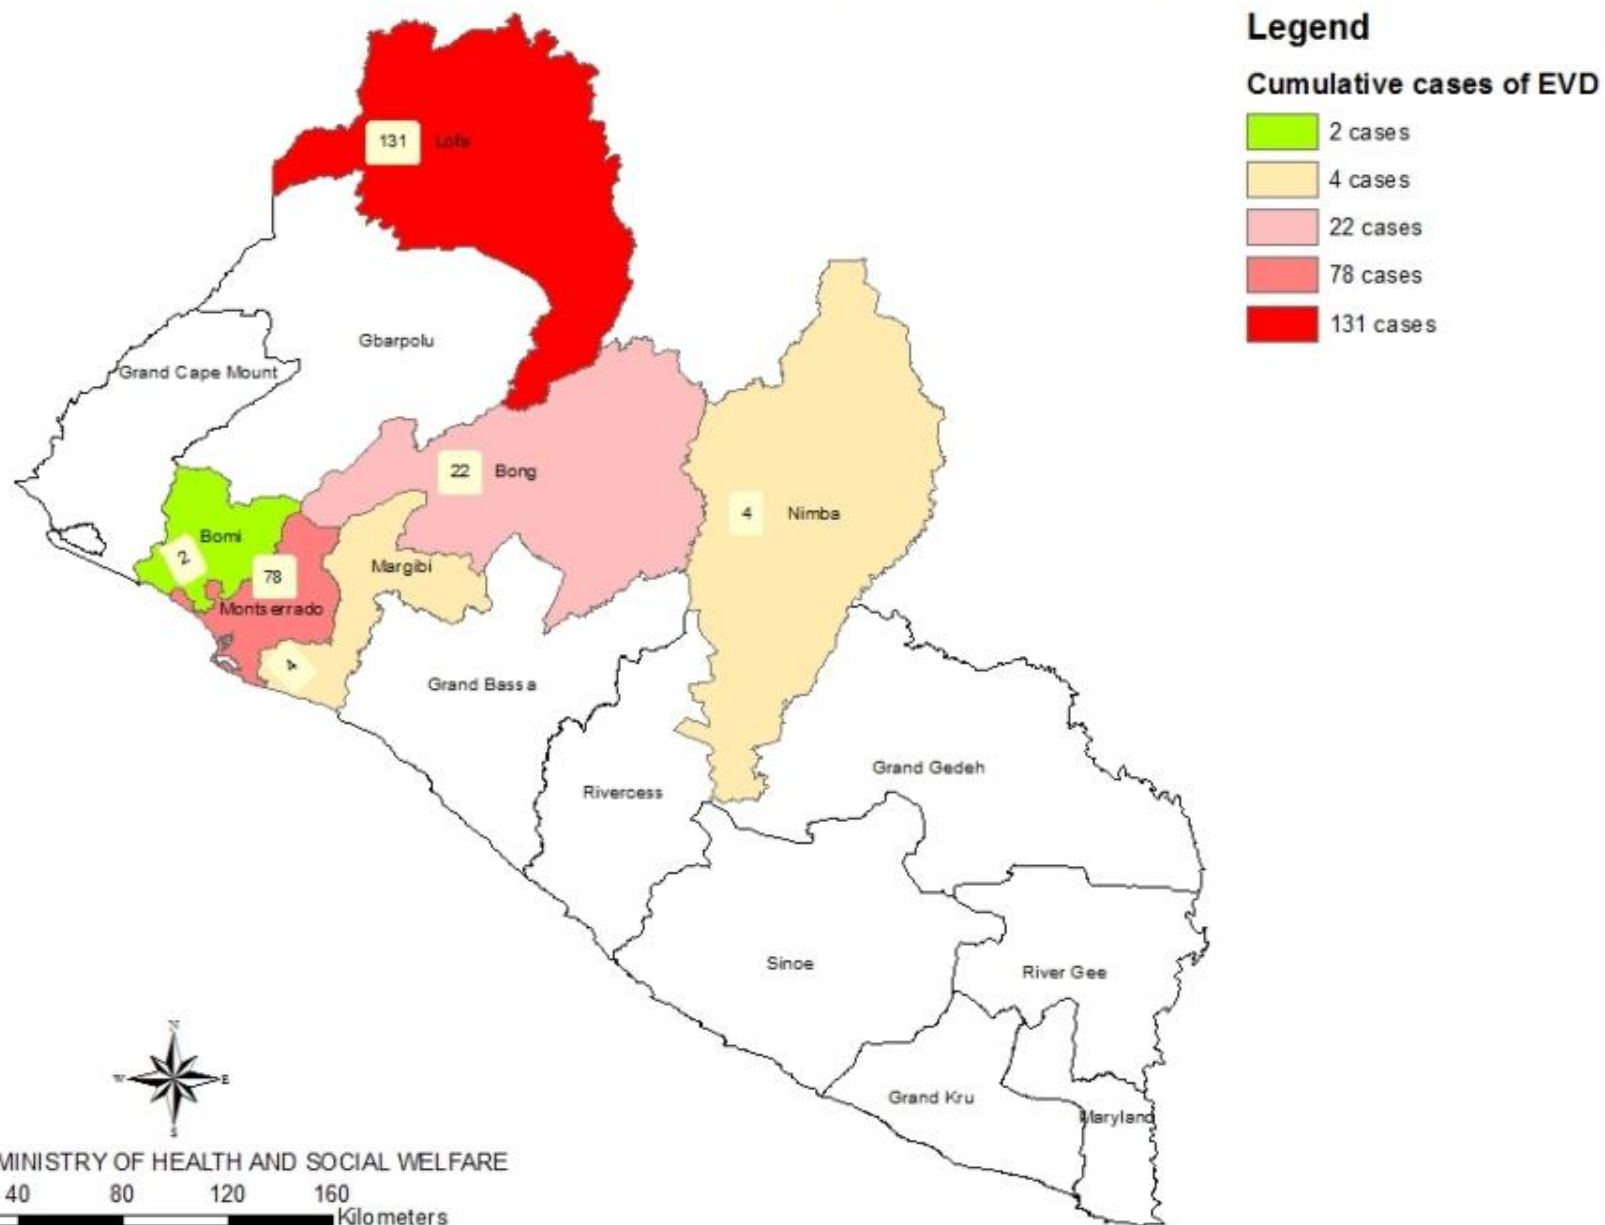 Legend
Cumulative cases of EVD
2 cases
4 cases
22 cases
78 cases
131 cases
131 Lofa
Gbarpolu
Grand Cape Mount
22 Bong
4 Nimba
Bomi
2
78
Margibi
Montserrado
4
Grand Bassa
Grand Gedeh
Rivercess
Sinoe
River Gee
Grand Kru
Maryland
N
W E
S
MINISTRY OF HEALTH AND SOCIAL WELFARE
40 80 120 160
Kilometers